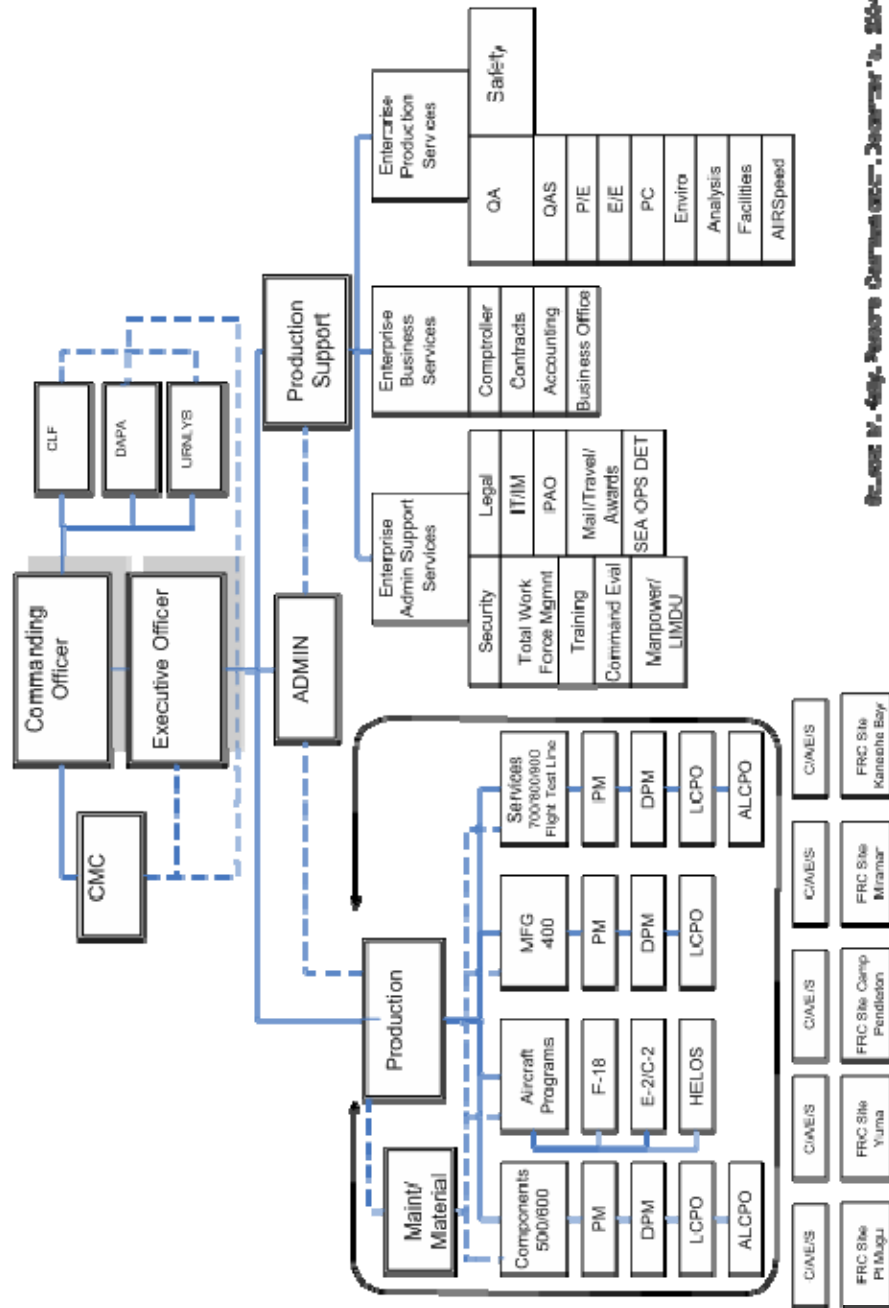 Commanding
Officer
Executive Officer
CMC
CLF
DAPA
URNLYS
ADMIN
Production
Production
Support
Maint/
Material
Components
500/600
PM
DPM
LCPO
ALCPO
Aircraft
Programs
F-18
E-2/C-2
HELOS
MFG
400
PM
DPM
LCPO
Services
700/800/900
Flight Test Line
PM
DPM
LCPO
ALCPO
Enterprise
Admin Support
Services
Security
Legal
Total Work
Force Mgmnt
IT/IM
Training
PAO
Command Eval
Mail/Travel/
Awards
Manpower/
LIMDU
SEA OPS DET
Enterprise
Business
Services
Comptroller
Contracts
Accounting
Business Office
Enterprise
Production
Services
QA
Safety
QAS
P/E
E/E
PC
Enviro
Analysis
Facilities
AIRSpeed
C/A/E/S
C/A/E/S
C/A/E/S
C/A/E/S
C/A/E/S
FRC Site
Pt Mugu
FRC Site
Yuma
FRC Site Camp
Pendleton
FRC Site
Miramar
FRC Site
Kaneohe Bay